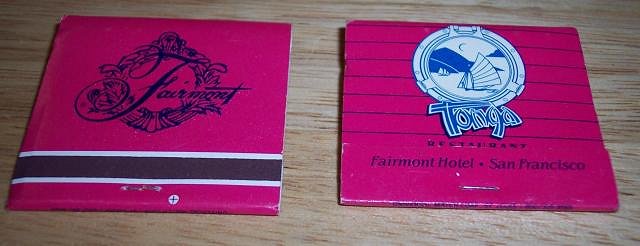 Fairmont
Tonga
RESTAURANT
Fairmont Hotel • San Francisco